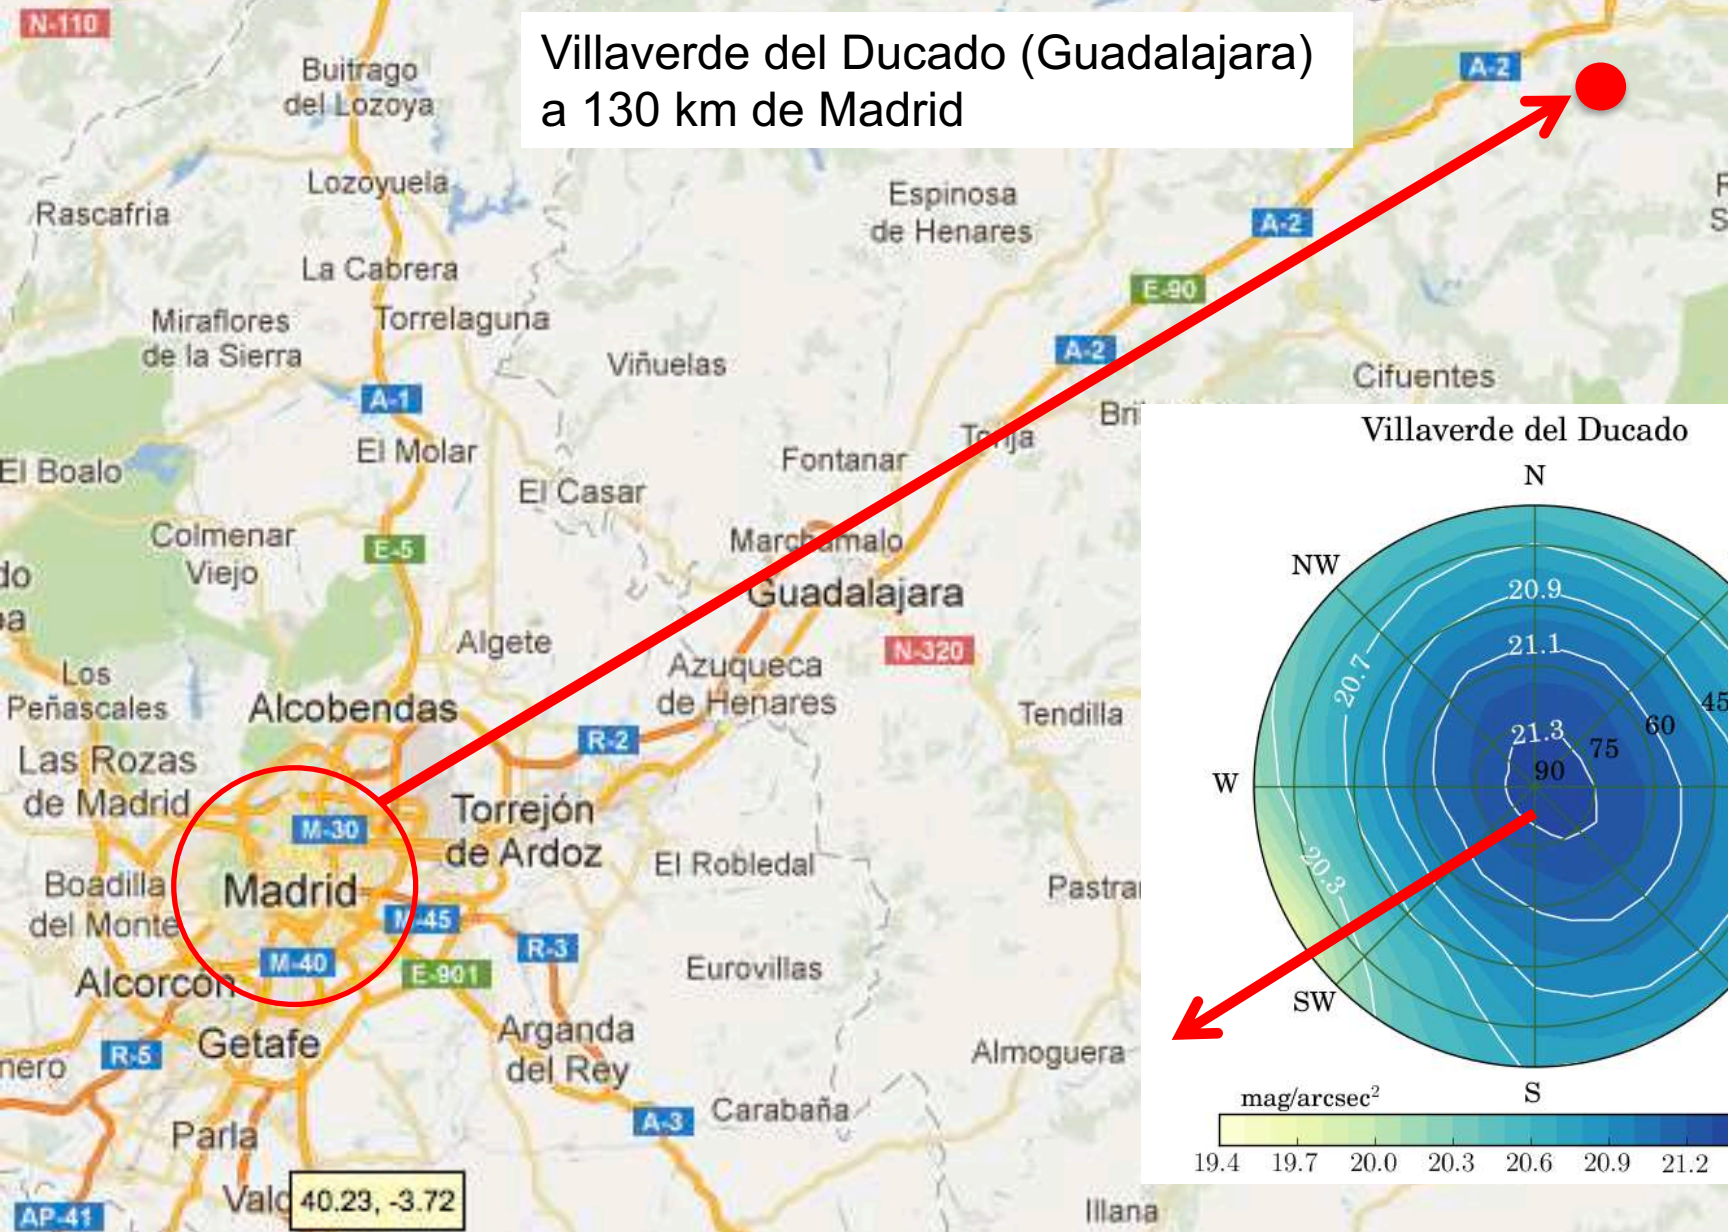 N-110
Villaverde del Ducado (Guadalajara)
a 130 km de Madrid
A-2
Buitrago
del Lozoya
Lozoyuela
Rascafria
Espinosa
de Henares
A-2
La Cabrera
E-90
Miraflores
de la Sierra
Torrelaguna
Viñuelas
A-2
Cifuentes
A-1
Bri
Torija
El Molar
Fontanar
El Boalo
El Casar
Colmenar
Viejo
E-5
Marchamalo
do
Guadalajara
Algete
N-320
Azuqueca
de Henares
Los
Peñascales
Alcobendas
R-2
Tendilla
Las Rozas
de Madrid
M-30
Torrejón
de Ardoz
El Robledal
Boadilla
del Monte
Madrid
M-45
Pastra
R-3
M-40
E-901
Alcorcón
Eurovillas
Getafe
R-5
nero
Arganda
del Rey
Almoguera
A-3
Carabaña
Parla
40.23, -3.72
AP-41
Illana
Villaverde del Ducado
N
NW
20.9
21.1
20.7
45
60
21.3
75
90
W
20.3
SW
S
mag/arcsec²
19.4 19.7 20.0 20.3 20.6 20.9 21.2